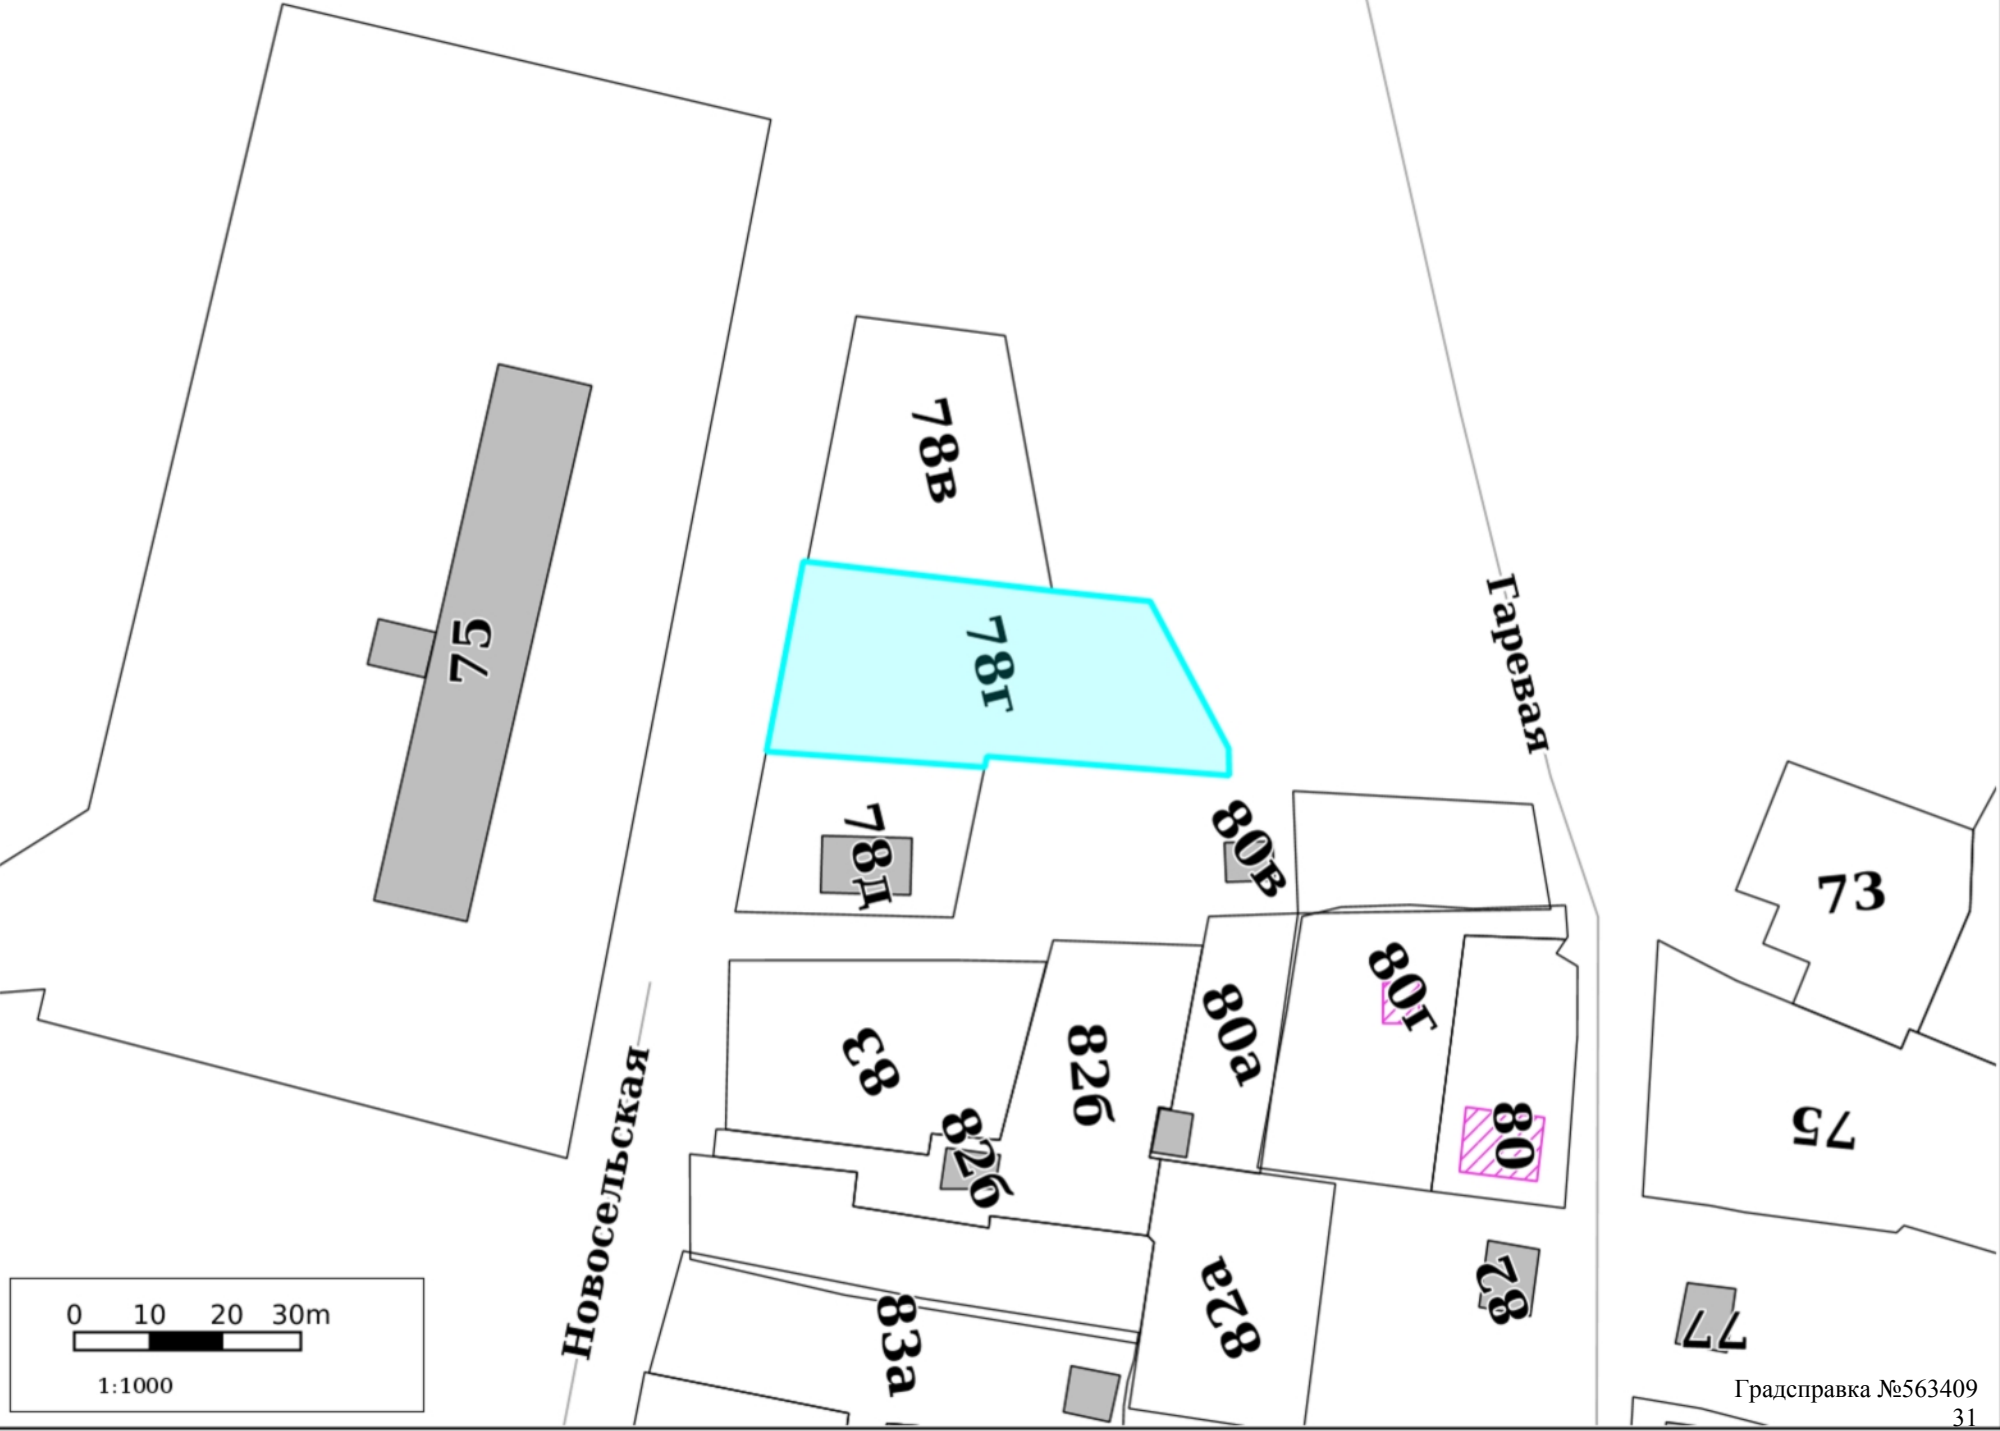 78в
75
78г
Гаревая
78д
80в
73
80г
83
82б
80а
82б
80
75
Новосельская
82а
82
83а
77
0 10 20 30m
1:1000
Градсправка №563409
31